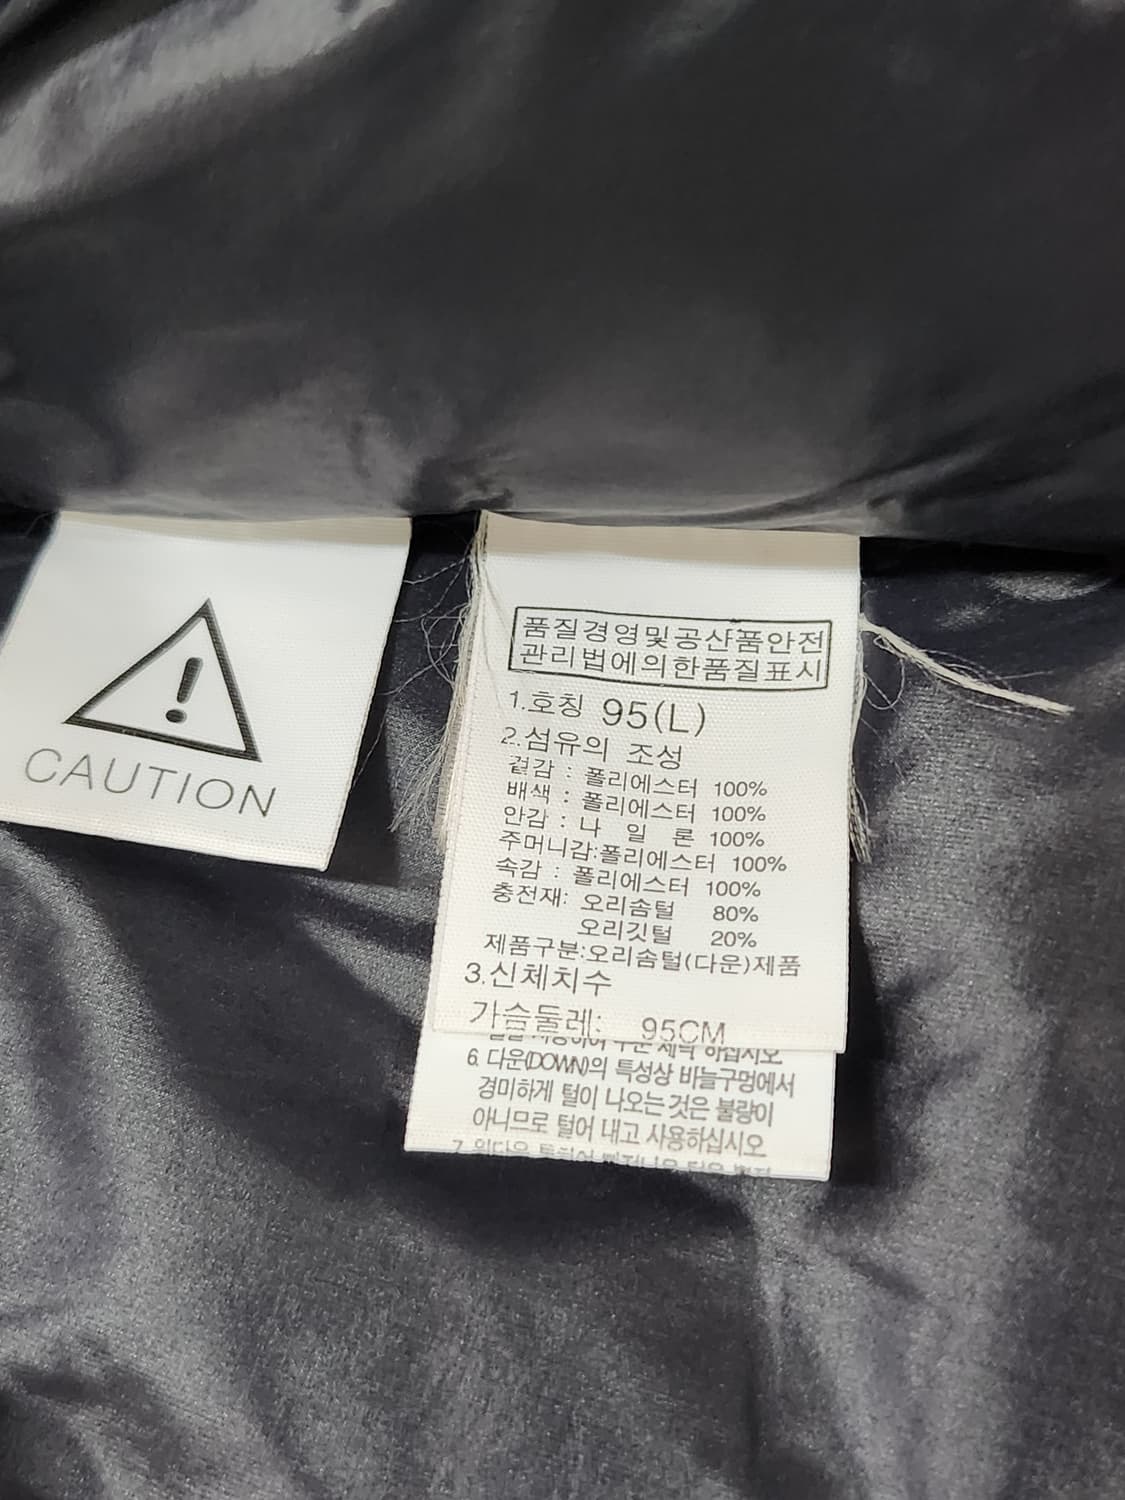 CAUTION
품질경영및공산품안전
관리법에의한품질표시
1.호칭 95(L)
2.섬유의 조성
겉감 : 폴리에스터 100%
배색 : 폴리에스터 100%
안감 : 나 일 론 100%
주머니감:폴리에스터 100%
속감 : 폴리에스터 100%
충전재: 오리솜털 80%
오리깃털 20%
제품구분:오리솜털(다운)제품
3.신체치수
가슴둘레: 95CM
하십시오
6. 다운(DOWN)의 특성상 바늘구멍에서
경미하게 털이 나오는 것은 불량이
아니므로 털어 내고 사용하십시오
7.